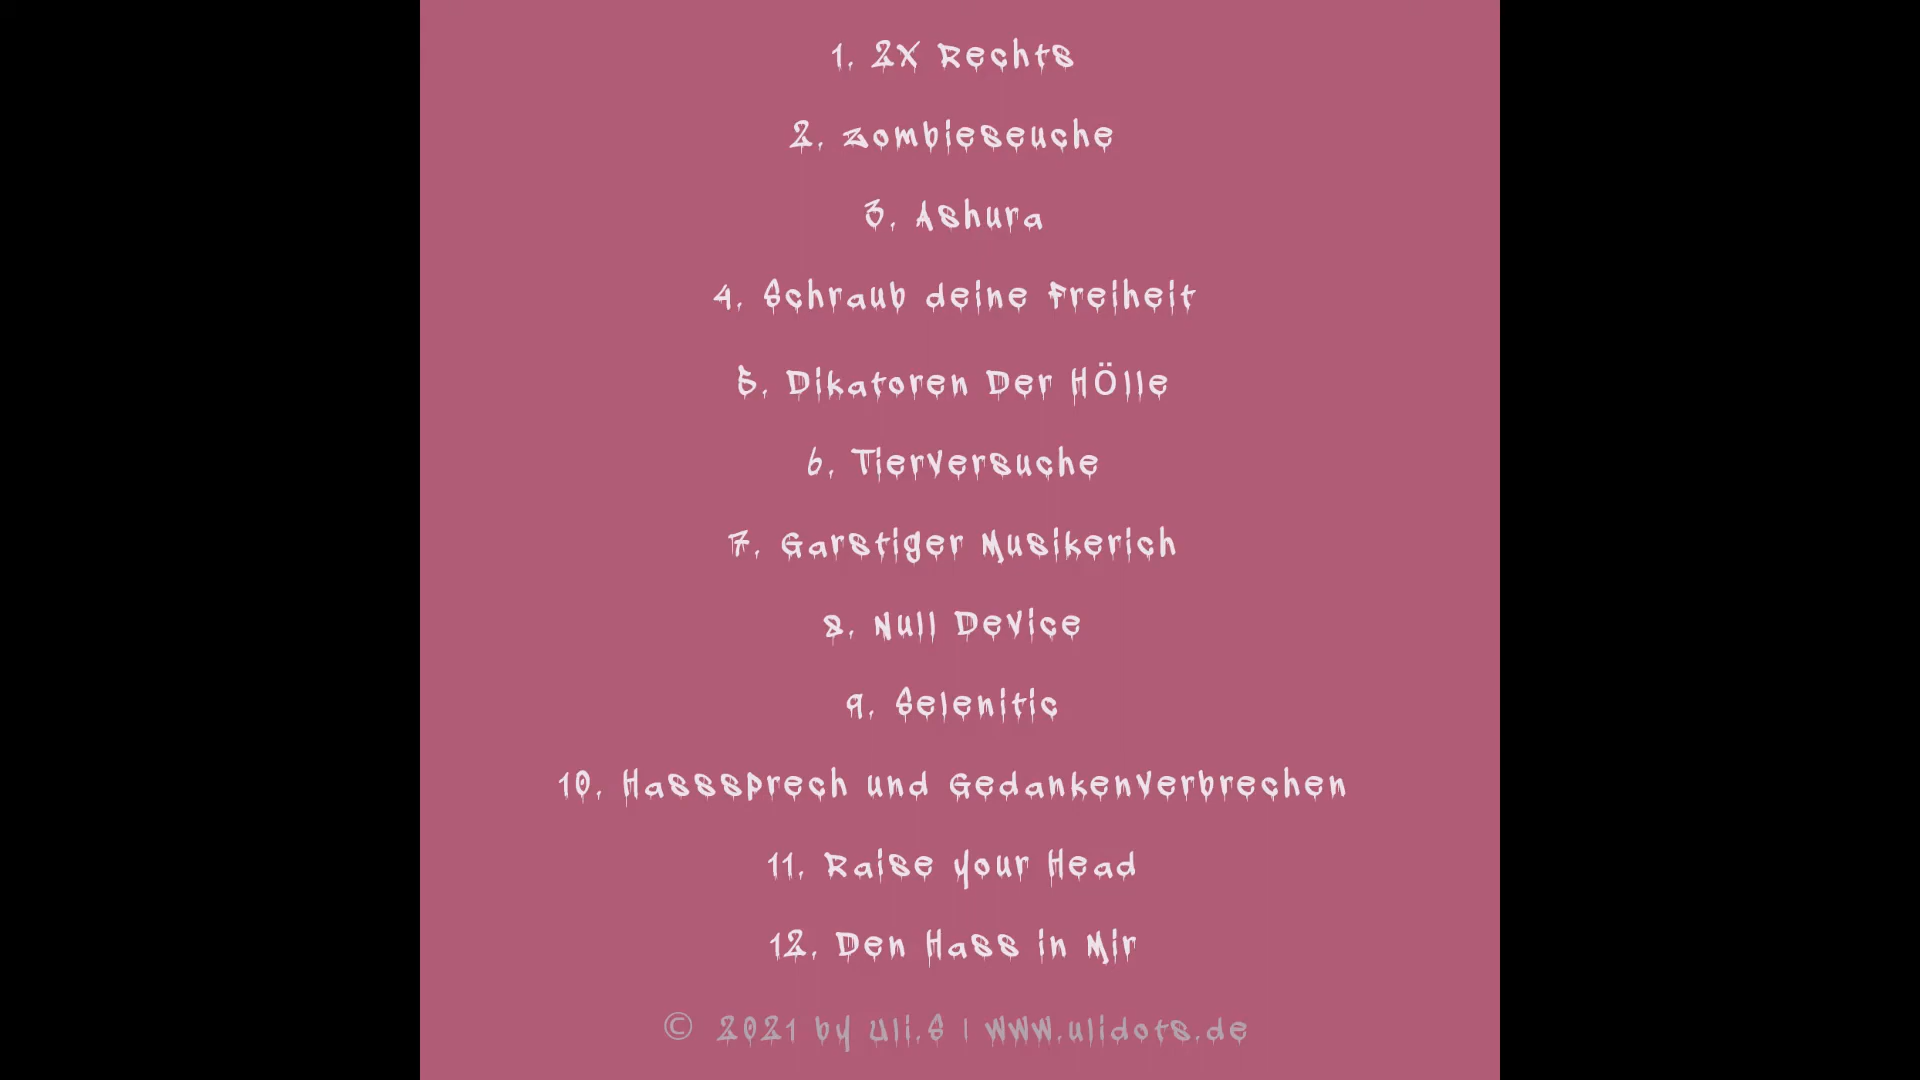 1. 2X Rechts
2. Zombieseuche
3. Ashura
4. Schraub deine Freiheit
5. Dikatoren Der HÖlle
6. Tierversuche
7. Garstiger Musikerich
8. Null Device
9. Selenitic
10. Hasssprech und Gedankenverbrechen
11. Raise your Head
12. Den Hass in Mir
© 2021 by Uli.S | www.ulidots.de